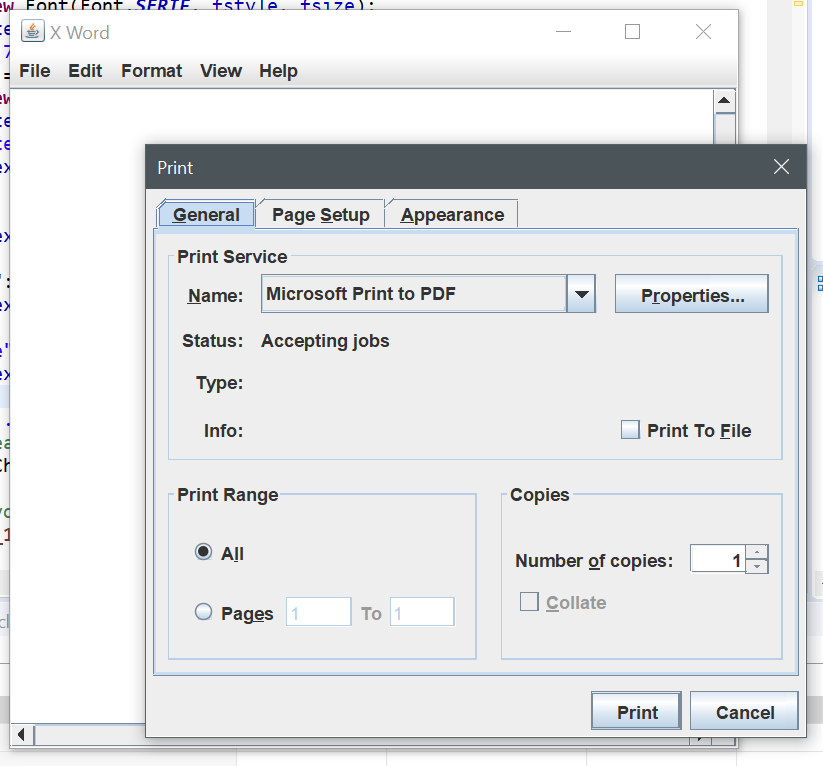 ew Font(Font.SERIF, fstyle, fsize);
X Word
File Edit Format View Help
Print
General Page Setup Appearance
Print Service
Name: Microsoft Print to PDF Properties...
Status: Accepting jobs
Type:
Info: Print To File
Print Range Copies
All
Number of copies: 1
Pages 1 To 1
Collate
Print Cancel